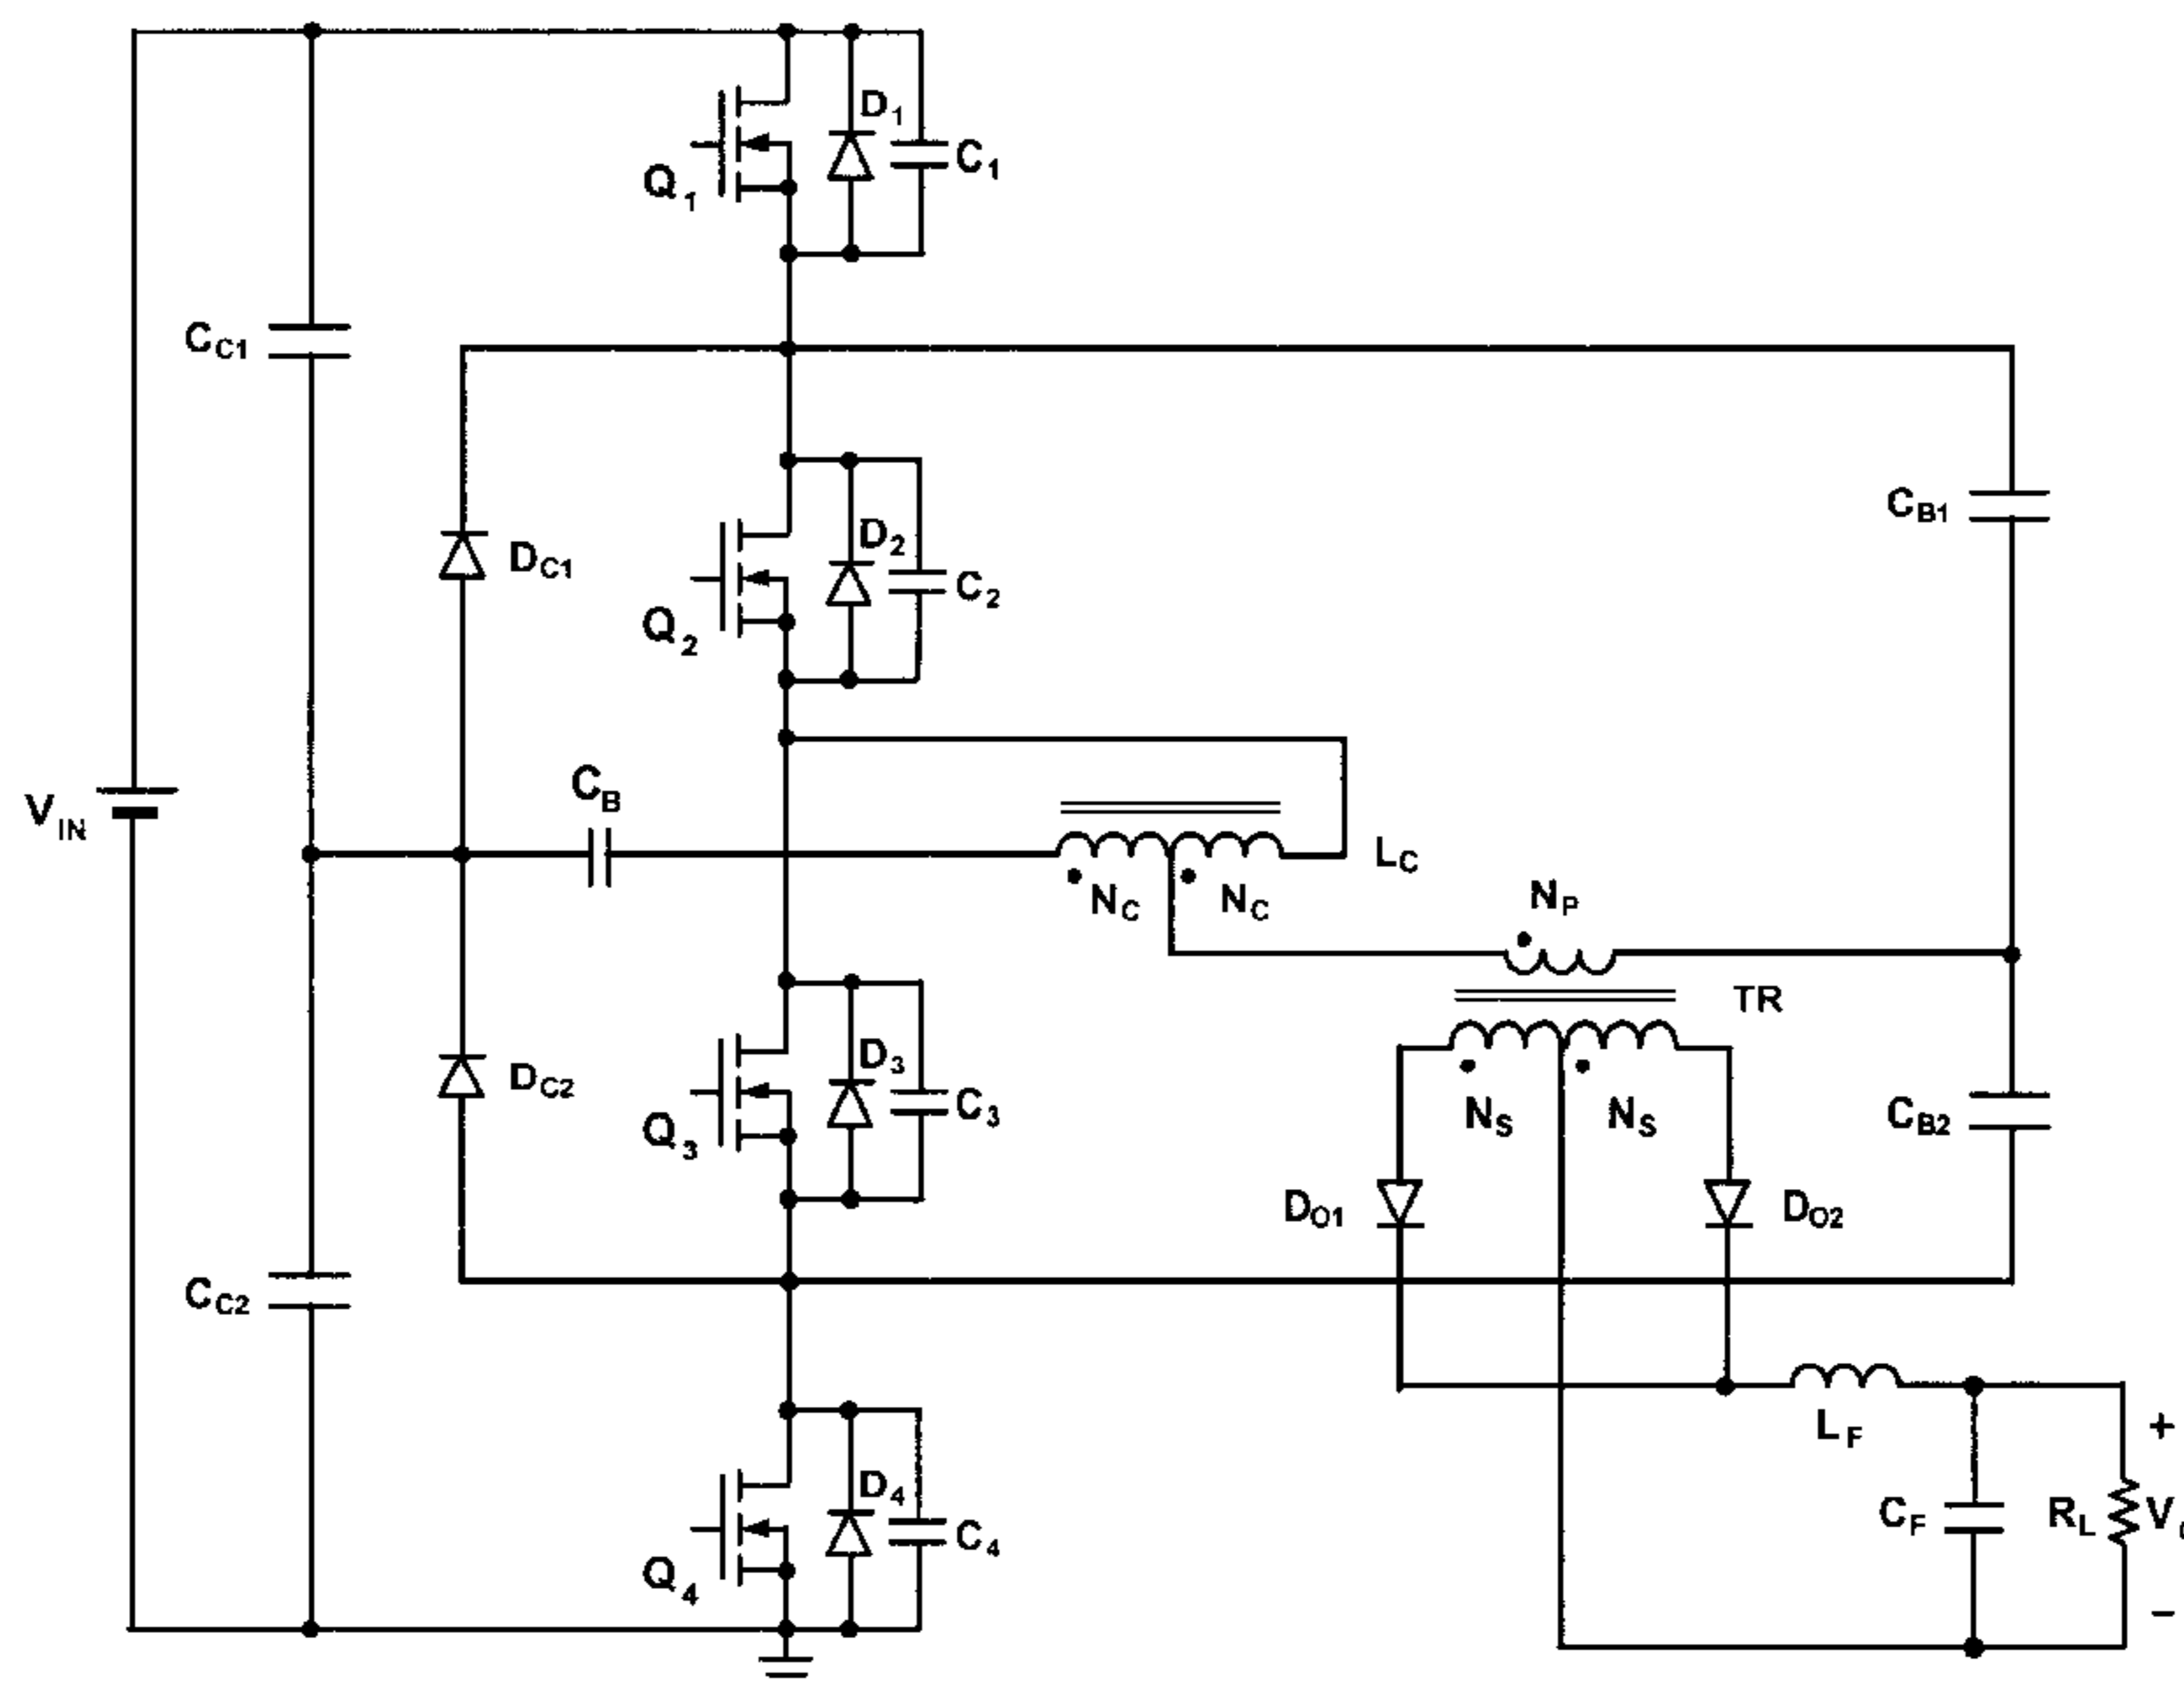 D1
C1
Q1
CC1
CB1
D2
DC1
C2
Q2
CB
VIN
LC
NC
NC
NP
TR
D3
DC2
C3
NS
NS
CB2
Q3
DO1
DO2
CC2
LF
+
D4
CF
RL
C4
Q4
−